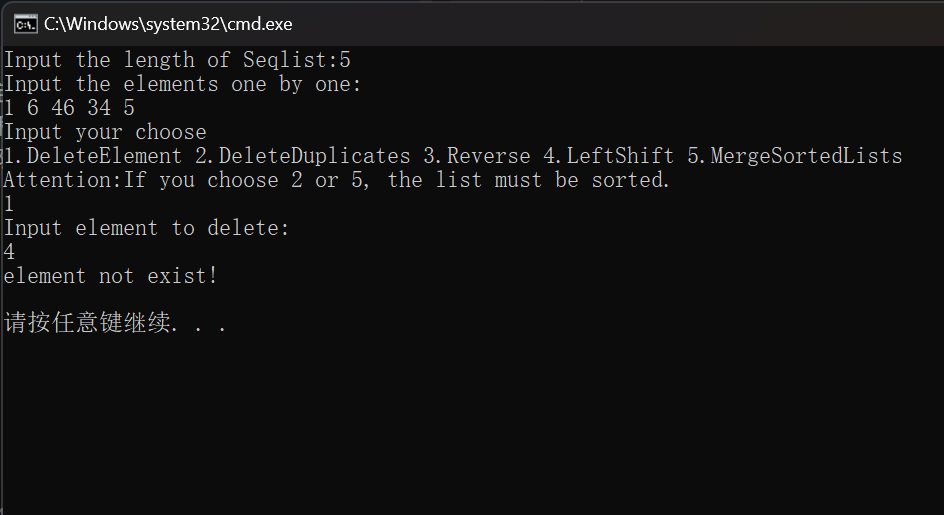 C:\Windows\system32\cmd.exe
Input the length of Seqlist:5
Input the elements one by one:
1 6 46 34 5
Input your choose
1.DeleteElement 2.DeleteDuplicates 3.Reverse 4.LeftShift 5.MergeSortedLists
Attention:If you choose 2 or 5, the list must be sorted.
1
Input element to delete:
4
element not exist!
请按任意键继续. . .